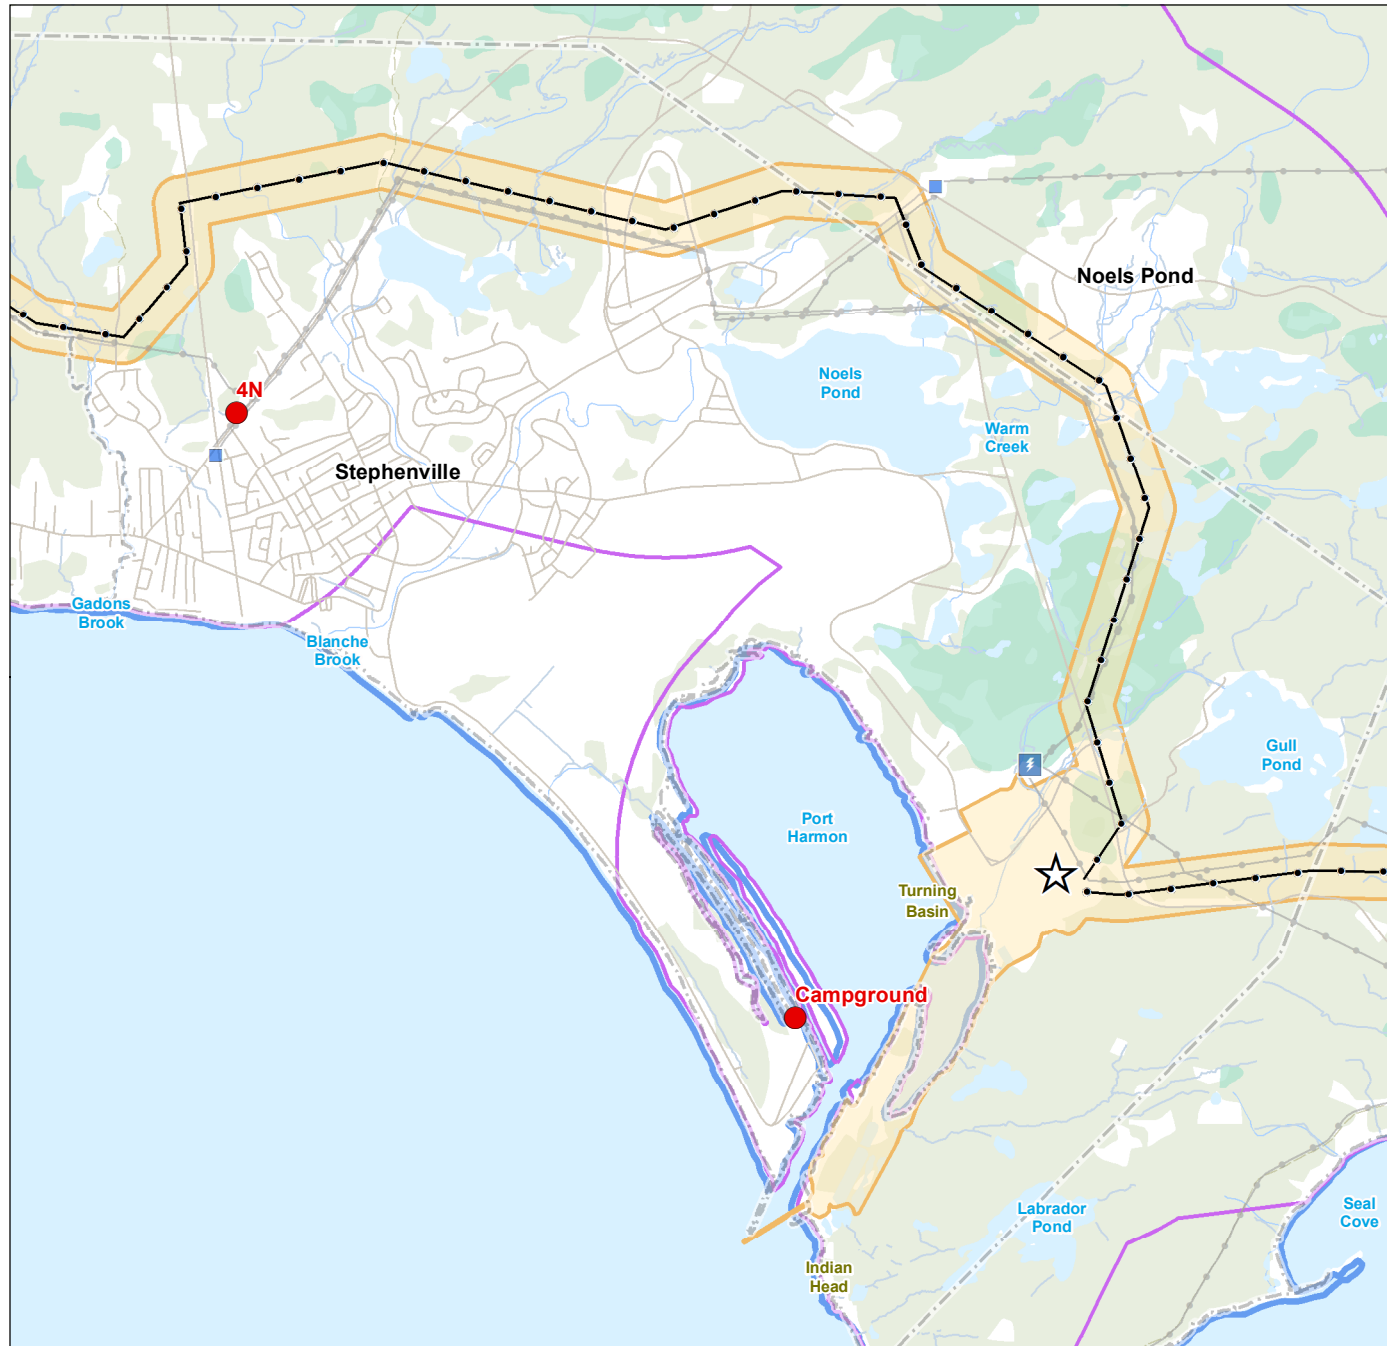 Noels Pond
Noels
Pond
4N
Warm
Creek
Stephenville
Gadons
Brook
Blanche
Brook
Gull
Pond
Port
Harmon
Turning
Basin
Campground
Labrador
Pond
Seal
Cove
Indian
Head